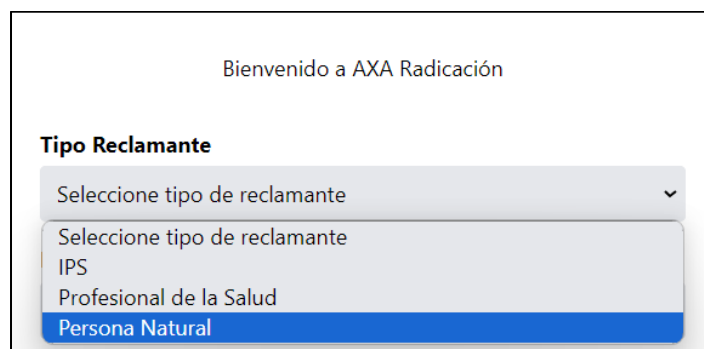 Bienvenido a AXA Radicación
Tipo Reclamante
Seleccione tipo de reclamante
Seleccione tipo de reclamante
IPS
Profesional de la Salud
Persona Natural